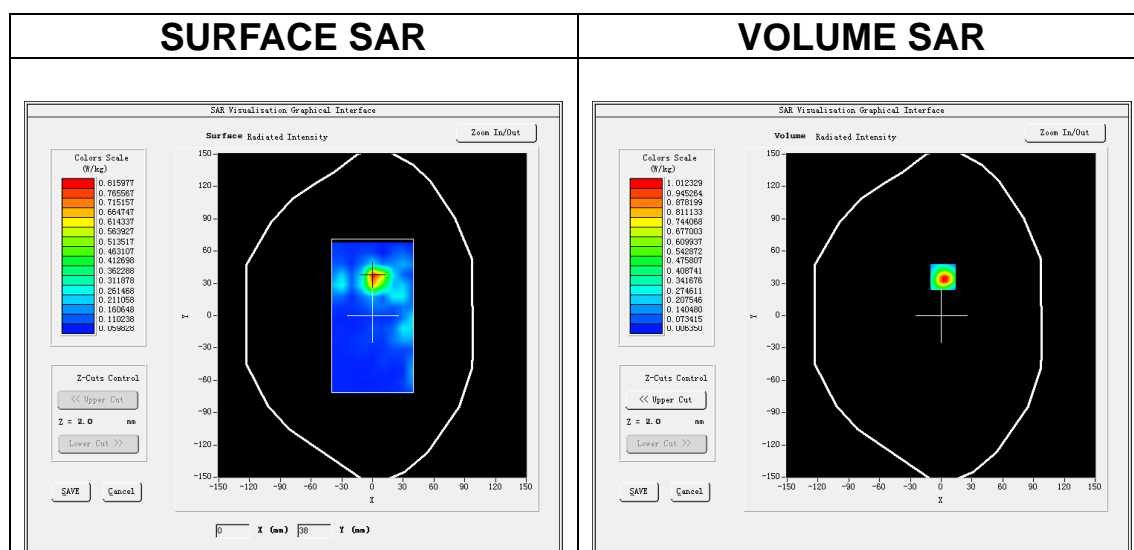 SURFACE SAR
VOLUME SAR
SAR Visualisation Graphical Interface
Surface Radiated Intensity
Zoom In/Out
Colors Scale
(W/kg)
0.815977
0.765567
0.715157
0.664747
0.614337
0.563927
0.513517
0.463107
0.412698
0.362288
0.311878
0.261468
0.211058
0.160648
0.110238
0.059828
150
120
90
60
30
0
-30
-60
-90
-120
-150
Y
-150 -120 -90 -60 -30 0 30 60 90 120 150
X
Z-Cuts Control
<< Upper Cut
Z = 2.0 mm
Lower Cut >>
SAVE Cancel
0 X (mm) 38 Y (mm)
SAR Visualisation Graphical Interface
Volume Radiated Intensity
Zoom In/Out
Colors Scale
(W/kg)
1.012329
0.945264
0.878199
0.811133
0.744068
0.677003
0.609937
0.542872
0.475807
0.408741
0.341676
0.274611
0.207546
0.140480
0.073415
0.006350
150
120
90
60
30
0
-30
-60
-90
-120
-150
Y
-150 -120 -90 -60 -30 0 30 60 90 120 150
X
Z-Cuts Control
<< Upper Cut
Z = 2.0 mm
Lower Cut >>
SAVE Cancel